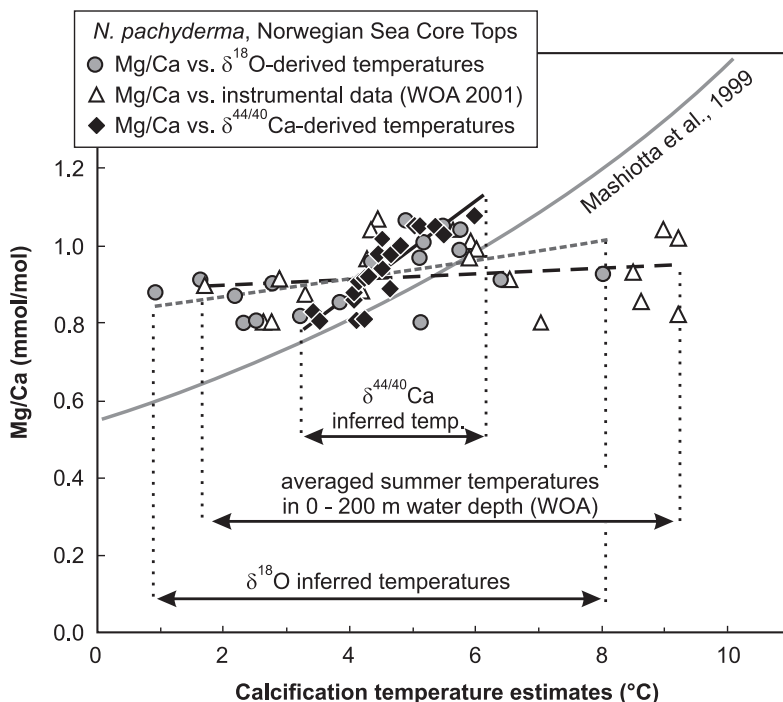 N. pachyderma, Norwegian Sea Core Tops
Mg/Ca vs. δ18O-derived temperatures
Mg/Ca vs. instrumental data (WOA 2001)
Mg/Ca vs. δ44/40Ca-derived temperatures
Mashiotta et al., 1999
1.2
1.0
0.8
0.6
0.4
0.2
0.0
Mg/Ca (mmol/mol)
δ44/40Ca
inferred temp.
averaged summer temperatures
in 0 - 200 m water depth (WOA)
δ18O inferred temperatures
0 2 4 6 8 10
Calcification temperature estimates (°C)